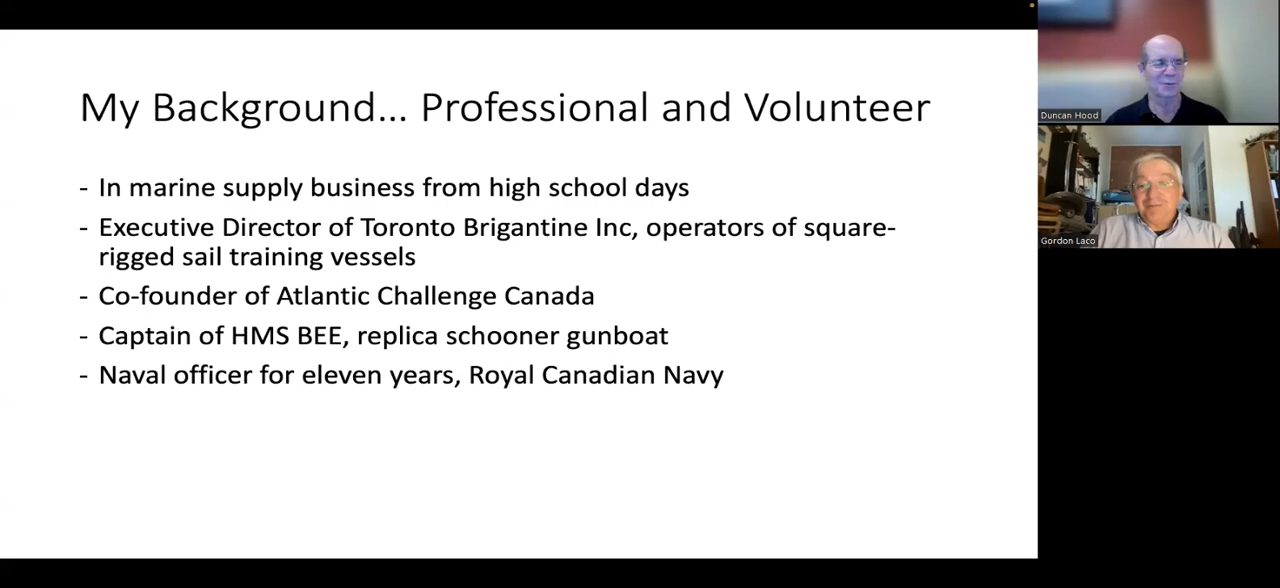 My Background... Professional and Volunteer
- In marine supply business from high school days
- Executive Director of Toronto Brigantine Inc, operators of square-
rigged sail training vessels
- Co-founder of Atlantic Challenge Canada
- Captain of HMS BEE, replica schooner gunboat
- Naval officer for eleven years, Royal Canadian Navy
Duncan Hood
Gordon Laco